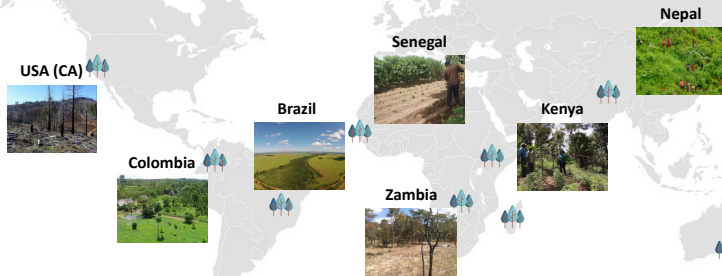 Nepal
Senegal
USA (CA)
Brazil
Kenya
Colombia
Zambia